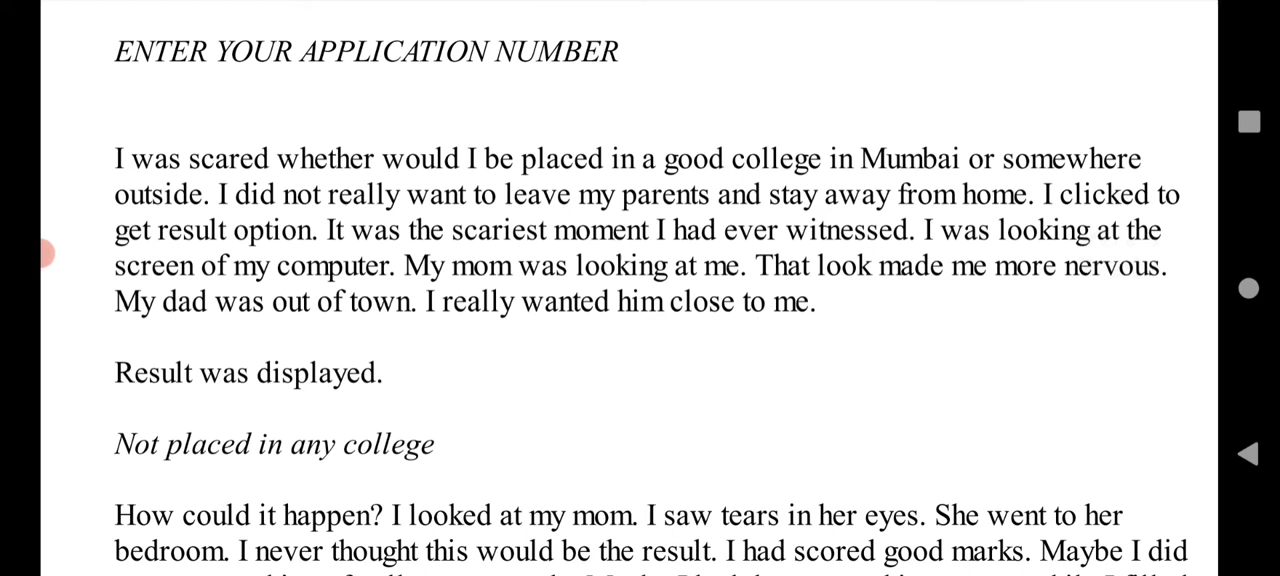 ENTER YOUR APPLICATION NUMBER
I was scared whether would I be placed in a good college in Mumbai or somewhere
outside. I did not really want to leave my parents and stay away from home. I clicked to
get result option. It was the scariest moment I had ever witnessed. I was looking at the
screen of my computer. My mom was looking at me. That look made me more nervous.
My dad was out of town. I really wanted him close to me.
Result was displayed.
Not placed in any college
How could it happen? I looked at my mom. I saw tears in her eyes. She went to her
bedroom. I never thought this would be the result. I had scored good marks. Maybe I did